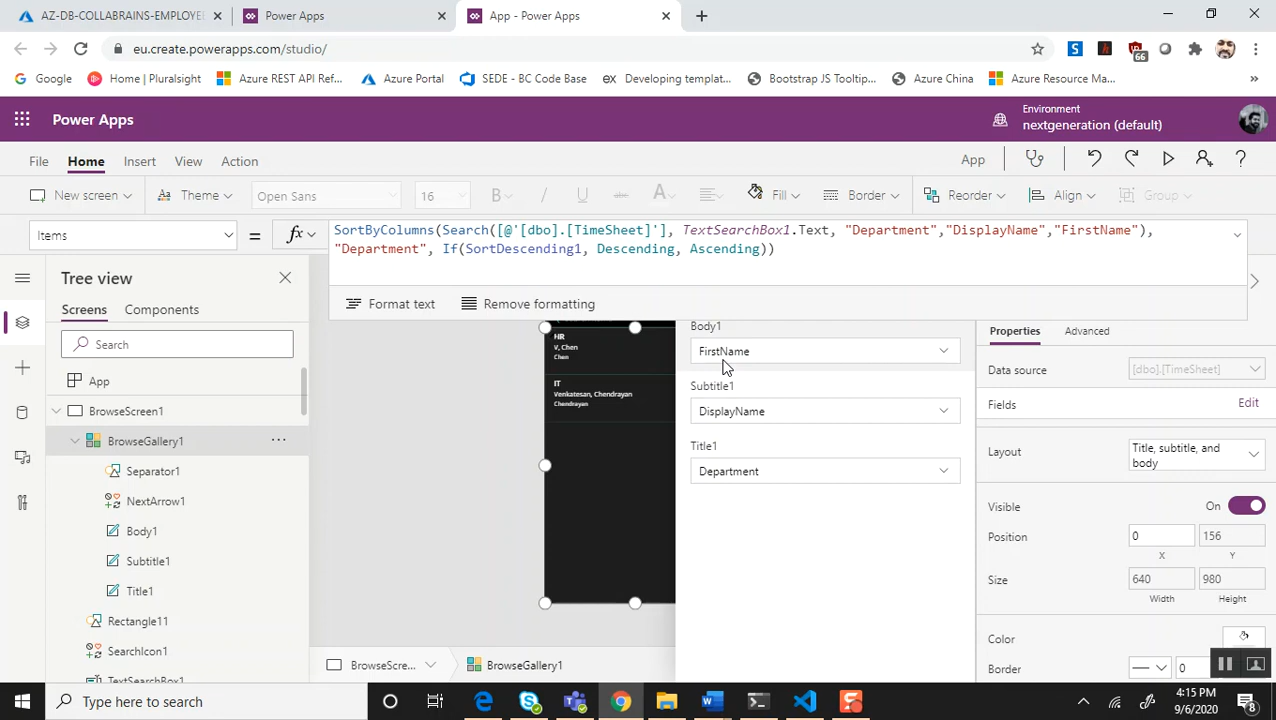 AZ-DB-COLLABRAINS-EMPLOYE
Power Apps
App - Power Apps
eu.create.powerapps.com/studio/
66
Google
Home | Pluralsight
Azure REST API Ref...
Azure Portal
SEDE - BC Code Base
Developing templat...
Bootstrap JS Tooltip...
Azure China
Azure Resource Ma...
Power Apps
Environment
nextgeneration (default)
File
Home
Insert
View
Action
App
New screen
Theme
Open Sans
16
B
Fill
Border
Reorder
Align
Group
Items
=
fx
SortByColumns(Search([@'[dbo].[TimeSheet]'], TextSearchBox1.Text, "Department","DisplayName","FirstName"),
"Department", If(SortDescending1, Descending, Ascending))
Format text
Remove formatting
Tree view
Screens
Components
Search
App
BrowseScreen1
BrowseGallery1
Separator1
NextArrow1
Body1
Subtitle1
Title1
Rectangle11
SearchIcon1
TextSearchBox1
HR
V, Chen
Chen
IT
Venkatesan, Chendrayan
Chendrayan
Body1
FirstName
Subtitle1
DisplayName
Title1
Department
Properties
Advanced
Data source
[dbo].[TimeSheet]
Fields
Edit
Layout
Title, subtitle, and
body
Visible
On
Position
0
156
X
Y
Size
640
980
Width
Height
Color
Border
0
BrowseScre...
BrowseGallery1
Type here to search
4:15 PM
9/6/2020
8